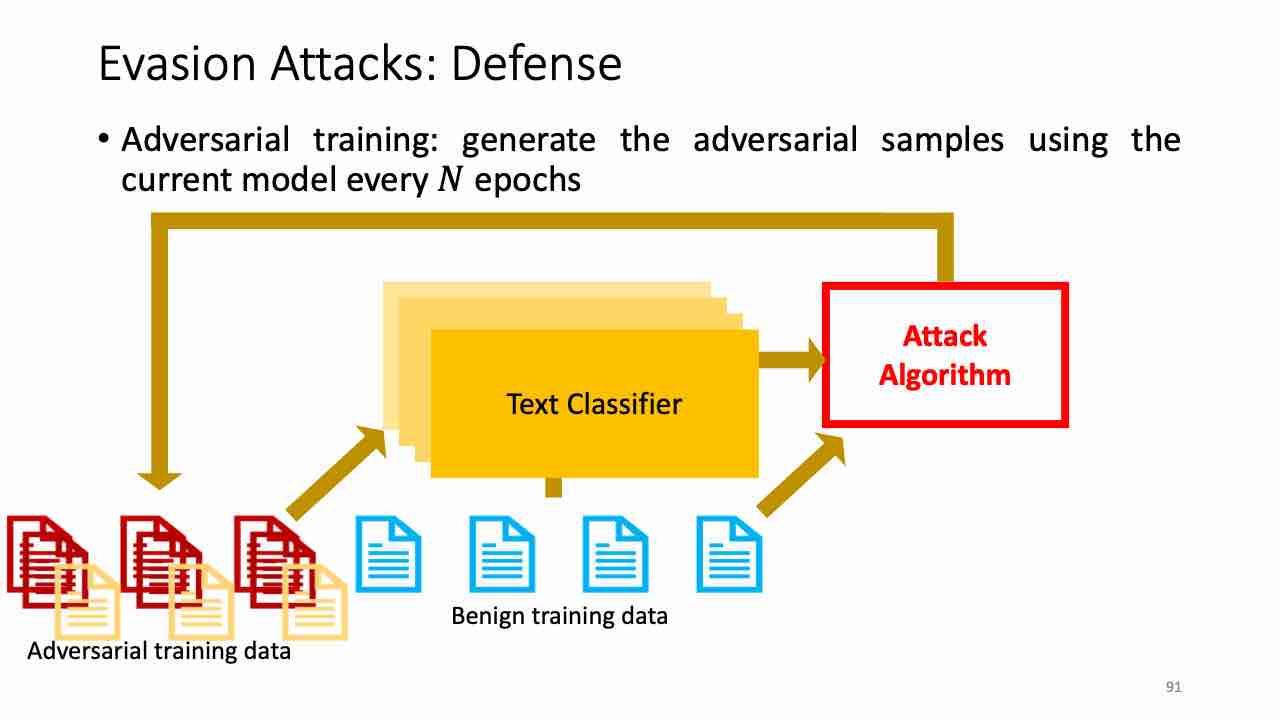 Evasion Attacks: Defense
• Adversarial training: generate the adversarial samples using the
current model every N epochs
Attack
Algorithm
Text Classifier
Benign training data
Adversarial training data
91